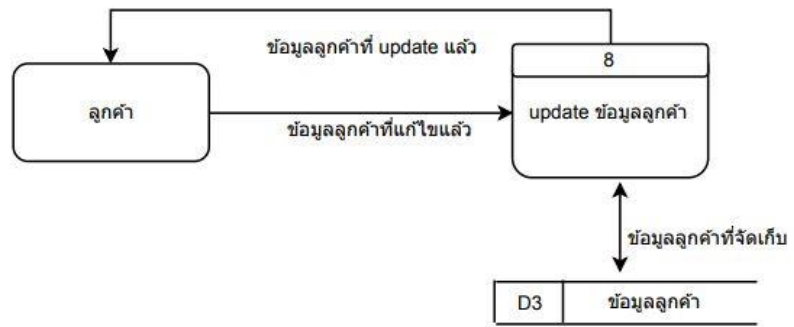 ข้อมูลลูกค้าที่ update แล้ว
8
ลูกค้า
update ข้อมูลลูกค้า
ข้อมูลลูกค้าที่แก้ไขแล้ว
ข้อมูลลูกค้าที่จัดเก็บ
D3 ข้อมูลลูกค้า